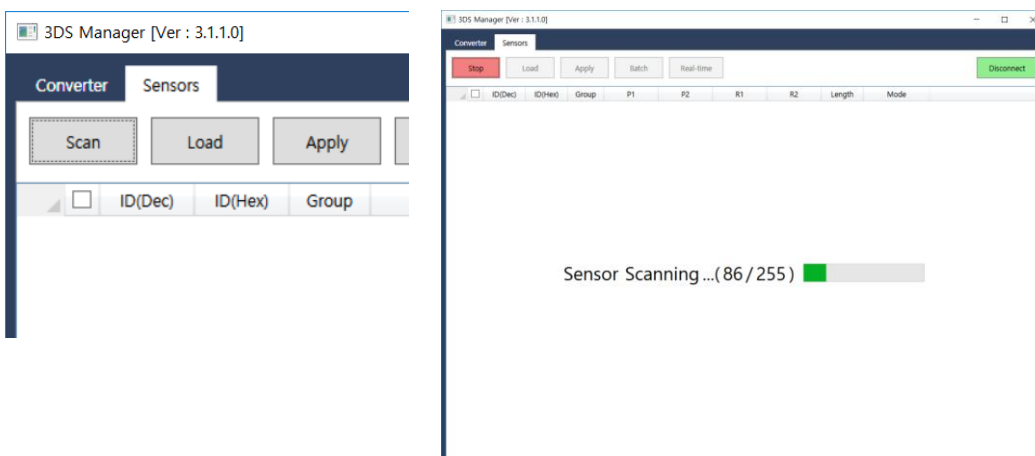 3DS Manager [Ver : 3.1.1.0]
Converter Sensors
Scan Load Apply
ID(Dec) ID(Hex) Group
3DS Manager [Ver : 3.1.1.0]
Converter Sensors
Stop Load Apply Batch Real-time Disconnect
ID(Dec) ID(Hex) Group P1 P2 R1 R2 Length Mode
Sensor Scanning ...( 86 / 255 )